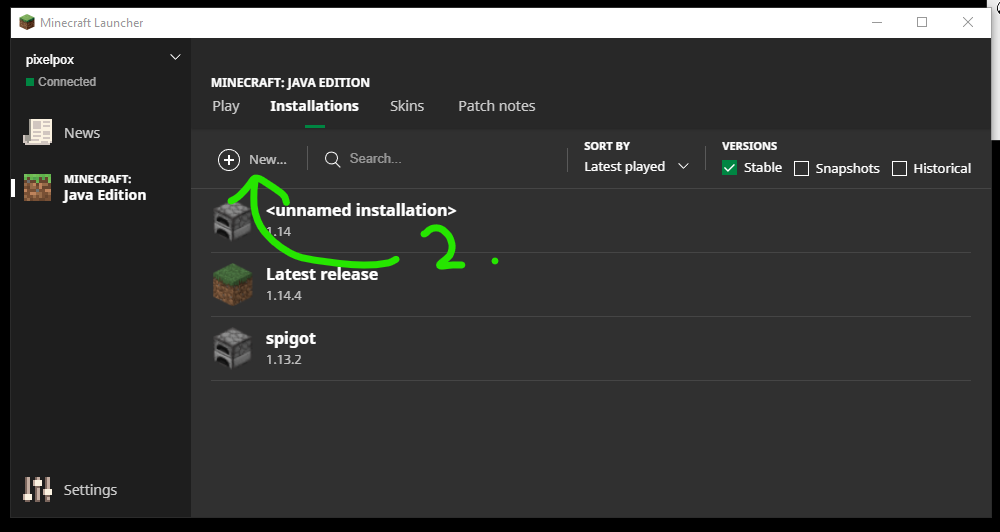 Minecraft Launcher
pixelpox
Connected
News
MINECRAFT:
Java Edition
Settings
MINECRAFT: JAVA EDITION
Play Installations Skins Patch notes
New... Search...
SORT BY
Latest played
VERSIONS
Stable Snapshots Historical
<unnamed installation>
1.14
2.
Latest release
1.14.4
spigot
1.13.2